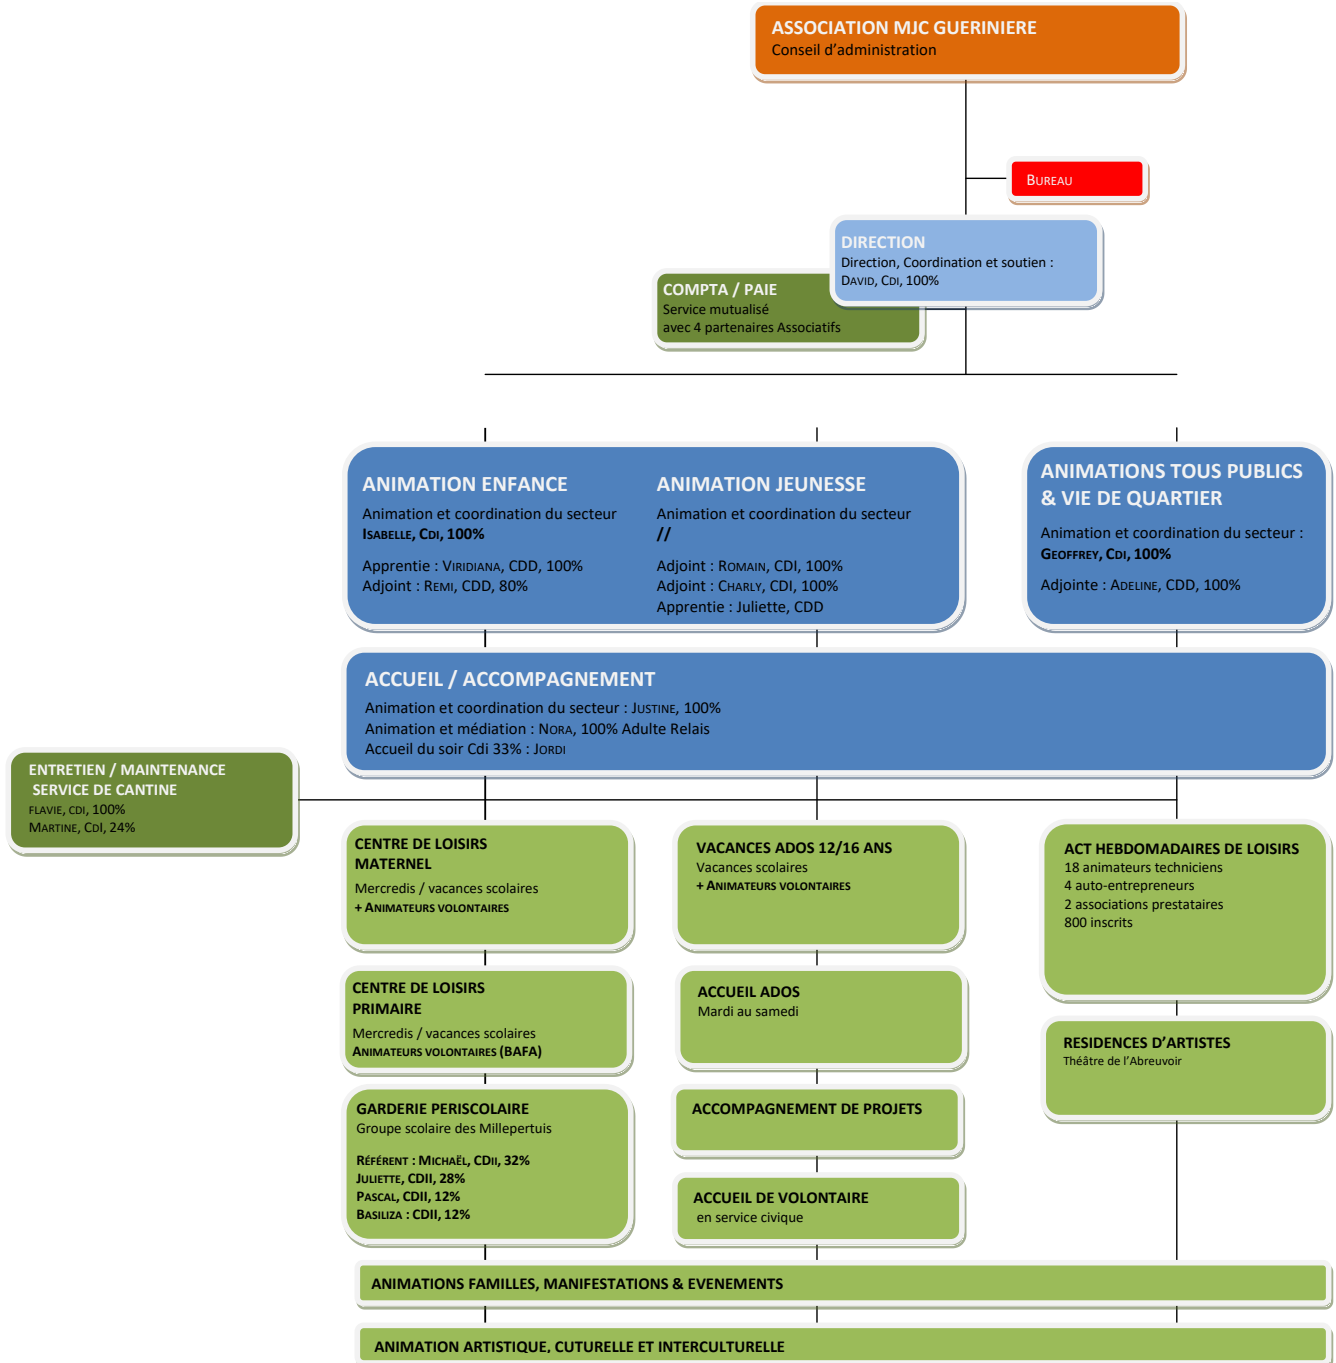 ASSOCIATION MJC GUERINIERE
Conseil d'administration
BUREAU
DIRECTION
Direction, Coordination et soutien :
DAVID, CDI, 100%
COMPTA / PAIE
Service mutualisé
avec 4 partenaires Associatifs
ANIMATION ENFANCE
Animation et coordination du secteur
ISABELLE, CDI, 100%
Apprentie : VIRIDIANA, CDD, 100%
Adjoint : REMI, CDD, 80%
ANIMATION JEUNESSE
Animation et coordination du secteur
//
Adjoint : ROMAIN, CDI, 100%
Adjoint : CHARLY, CDI, 100%
Apprentie : Juliette, CDD
ANIMATIONS TOUS PUBLICS
& VIE DE QUARTIER
Animation et coordination du secteur :
GEOFFREY, CDI, 100%
Adjointe : ADELINE, CDD, 100%
ACCUEIL / ACCOMPAGNEMENT
Animation et coordination du secteur : JUSTINE, 100%
Animation et médiation : NORA, 100% Adulte Relais
Accueil du soir Cdi 33% : JORDI
ENTRETIEN / MAINTENANCE
SERVICE DE CANTINE
FLAVIE, CDI, 100%
MARTINE, CDI, 24%
CENTRE DE LOISIRS
MATERNEL
Mercredis / vacances scolaires
+ ANIMATEURS VOLONTAIRES
CENTRE DE LOISIRS
PRIMAIRE
Mercredis / vacances scolaires
ANIMATEURS VOLONTAIRES (BAFA)
GARDERIE PERISCOLAIRE
Groupe scolaire des Millepertuis
RÉFÉRENT : MICHAËL, CDII, 32%
JULIETTE, CDII, 28%
PASCAL, CDII, 12%
BASILIZA : CDII, 12%
VACANCES ADOS 12/16 ANS
Vacances scolaires
+ ANIMATEURS VOLONTAIRES
ACCUEIL ADOS
Mardi au samedi
ACCOMPAGNEMENT DE PROJETS
ACCUEIL DE VOLONTAIRE
en service civique
ACT HEBDOMADAIRES DE LOISIRS
18 animateurs techniciens
4 auto-entrepreneurs
2 associations prestataires
800 inscrits
RESIDENCES D'ARTISTES
Théâtre de l'Abreuvoir
ANIMATIONS FAMILLES, MANIFESTATIONS & EVENEMENTS
ANIMATION ARTISTIQUE, CUTURELLE ET INTERCULTURELLE